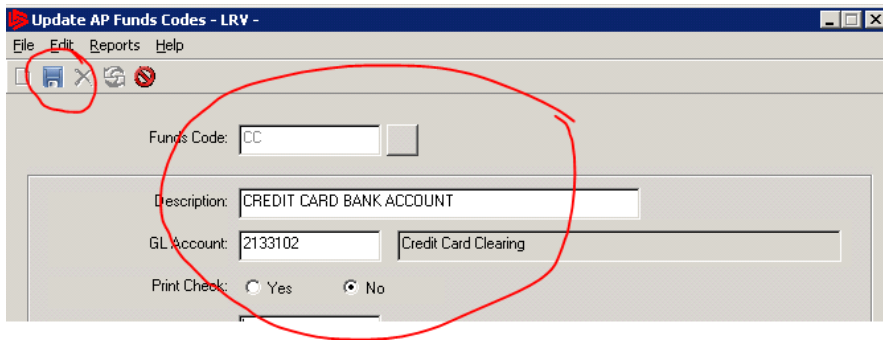 Update AP Funds Codes - LRV -
File Edit Reports Help
Funds Code: CC
Description: CREDIT CARD BANK ACCOUNT
GL Account: 2133102 Credit Card Clearing
Print Check: Yes No